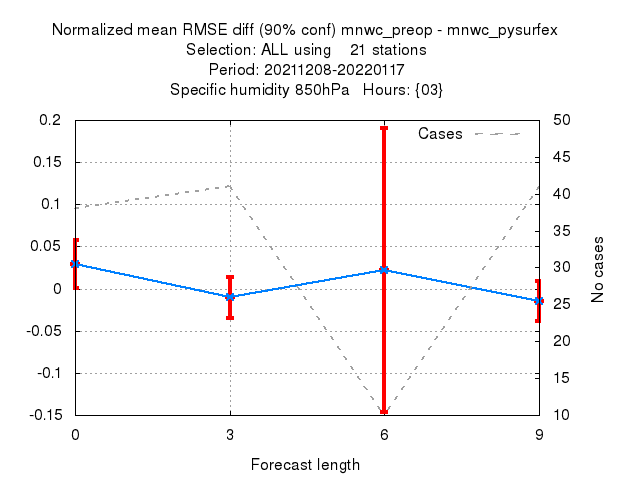 Normalized mean RMSE diff (90% conf) mnwc_preop - mnwc_pysurfex
Selection: ALL using    21 stations
Period: 20211208-20220117
Specific humidity 850hPa   Hours: {03}
Cases
0.2
0.15
0.1
0.05
0
-0.05
-0.1
-0.15
50
45
40
35
30
25
20
15
10
No cases
0 3 6 9
Forecast length